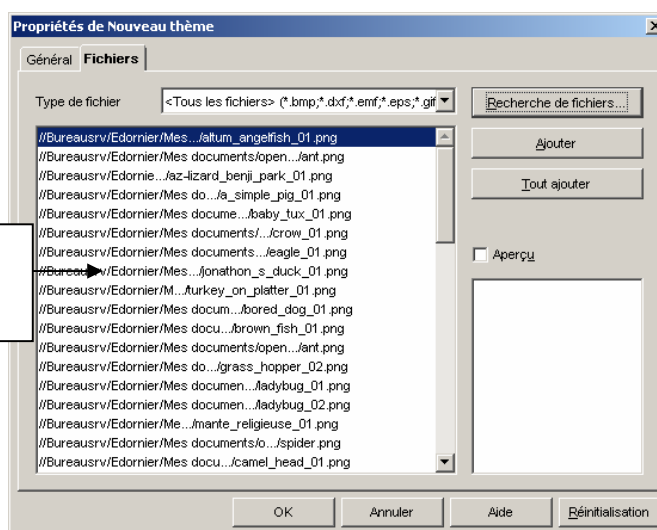 Propriétés de Nouveau thème
Général Fichiers
Type de fichier <Tous les fichiers> (*.bmp;*.dxf;*.emf;*.eps;*.gif Recherche de fichiers...
//Bureausrv/Edornier/Mes.../altum_angelfish_01.png
//Bureausrv/Edornier/Mes documents/open.../ant.png
//Bureausrv/Edornie.../az-lizard_benji_park_01.png
//Bureausrv/Edornier/Mes do.../a_simple_pig_01.png
//Bureausrv/Edornier/Mes docume.../baby_tux_01.png
//Bureausrv/Edornier/Mes documents/.../crow_01.png
//Bureausrv/Edornier/Mes documents.../eagle_01.png
//Bureausrv/Edornier/Mes.../jonathon_s_duck_01.png
//Bureausrv/Edornier/M.../turkey_on_platter_01.png
//Bureausrv/Edornier/Mes docum.../bored_dog_01.png
//Bureausrv/Edornier/Mes docu.../brown_fish_01.png
//Bureausrv/Edornier/Mes documents/open.../ant.png
//Bureausrv/Edornier/Mes do.../grass_hopper_02.png
//Bureausrv/Edornier/Mes documen.../ladybug_01.png
//Bureausrv/Edornier/Mes documen.../ladybug_02.png
//Bureausrv/Edornier/Me.../mante_religieuse_01.png
//Bureausrv/Edornier/Mes documents/o.../spider.png
//Bureausrv/Edornier/Mes docu.../camel_head_01.png
Ajouter
Tout ajouter
Aperçu
OK Annuler Aide Réinitialisation